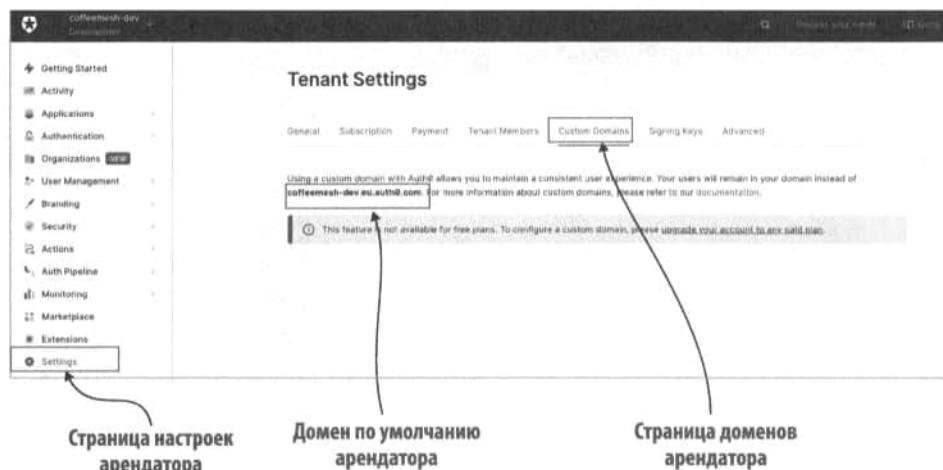 coffeemesh-dev
Development
Getting Started
Activity
Applications
Authentication
Organizations NEW
User Management
Branding
Security
Actions
Auth Pipeline
Monitoring
Marketplace
Extensions
Settings
Tenant Settings
General Subscription Payment Tenant Members Custom Domains Signing Keys Advanced
Using a custom domain with Auth0 allows you to maintain a consistent user experience. Your users will remain in your domain instead of
coffeemesh-dev.eu.auth0.com. For more information about custom domains, please refer to our documentation.
This feature is not available for free plans. To configure a custom domain, please upgrade your account to any paid plan.
Страница настроек
арендатора
Домен по умолчанию
арендатора
Страница доменов
арендатора